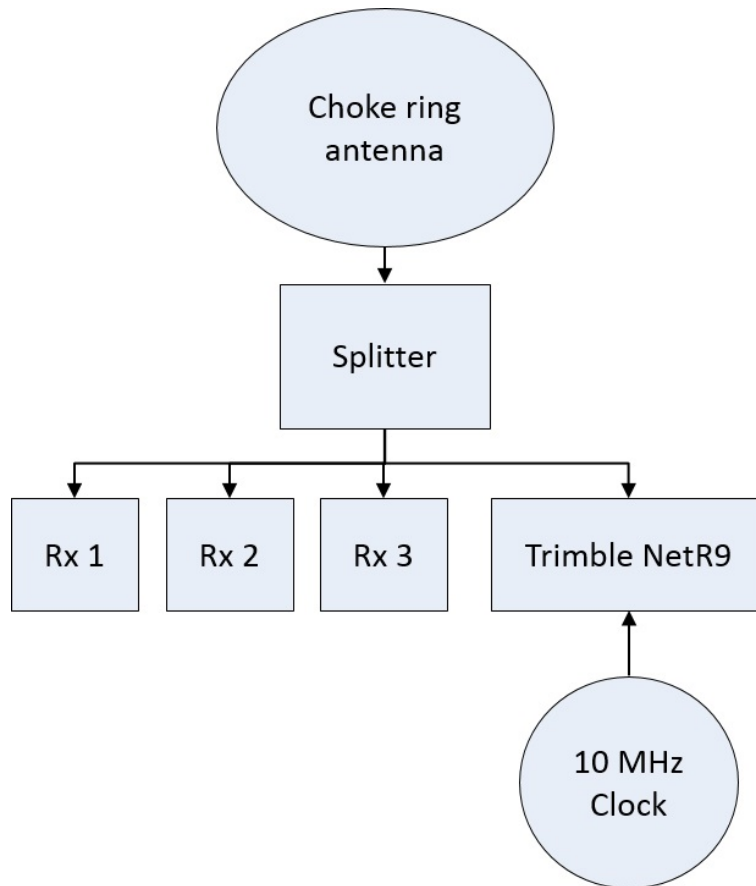 Choke ring
antenna
Splitter
Rx 1
Rx 2
Rx 3
Trimble NetR9
10 MHz
Clock